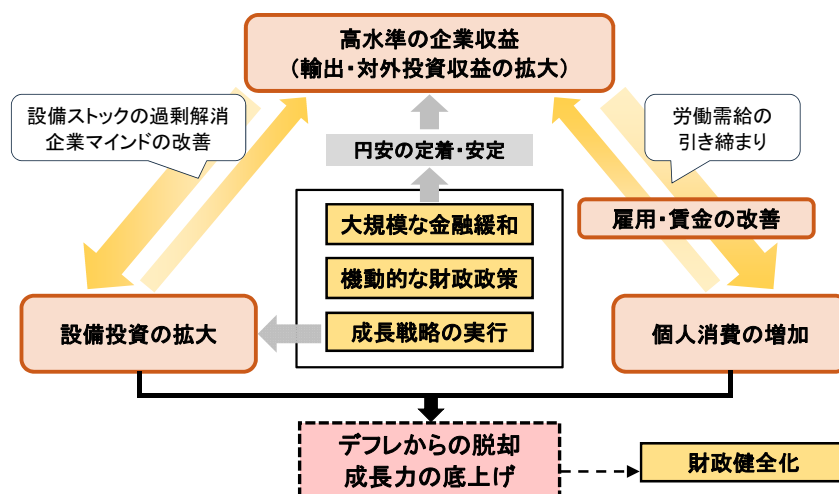 高水準の企業収益
（輸出・対外投資収益の拡大）
設備ストックの過剰解消
企業マインドの改善
労働需給の
引き締まり
円安の定着・安定
大規模な金融緩和
雇用・賃金の改善
機動的な財政政策
設備投資の拡大
成長戦略の実行
個人消費の増加
デフレからの脱却
成長力の底上げ
財政健全化